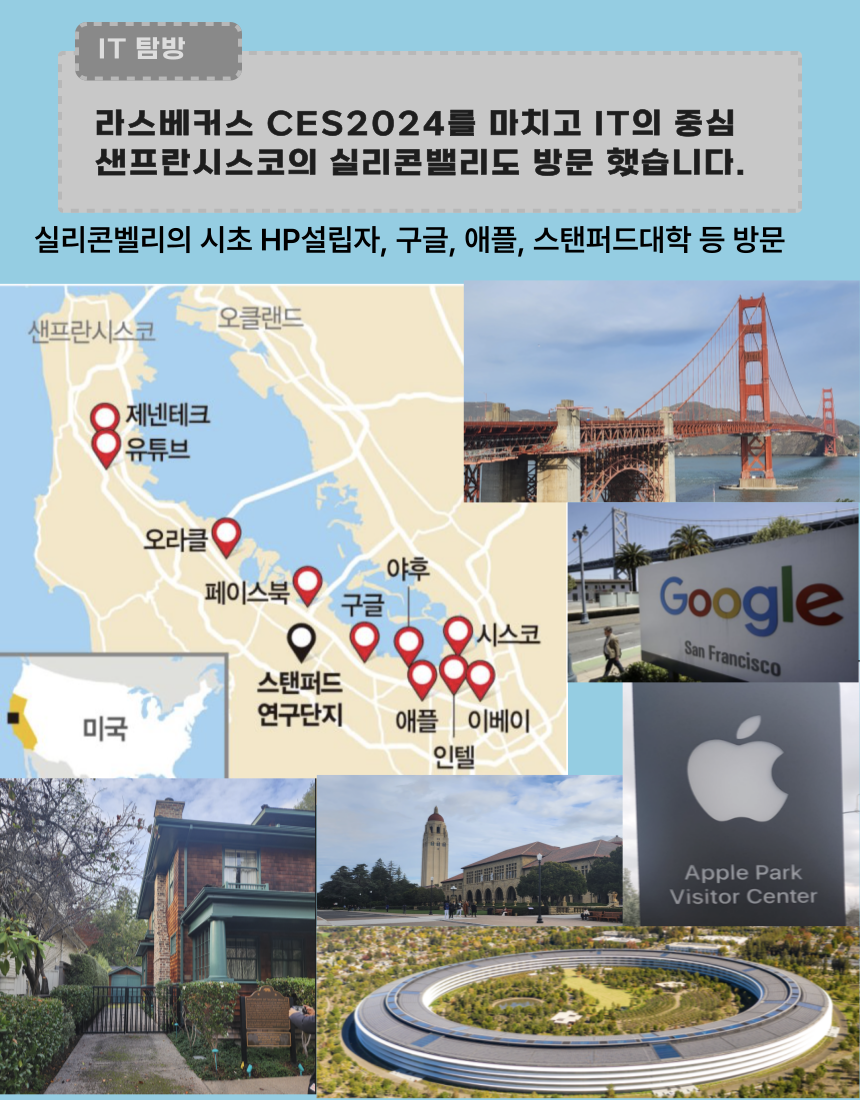 IT 탐방
라스베커스 CES2024를 마치고 IT의 중심
샌프란시스코의 실리콘밸리도 방문 했습니다.
실리콘벨리의 시초 HP설립자, 구글, 애플, 스탠퍼드대학 등 방문
샌프란시스코
오클랜드
제넨테크
유튜브
오라클
페이스북
야후
구글
시스코
스탠퍼드
연구단지
애플
이베이
인텔
미국
Google
San Francisco
Apple Park
Visitor Center